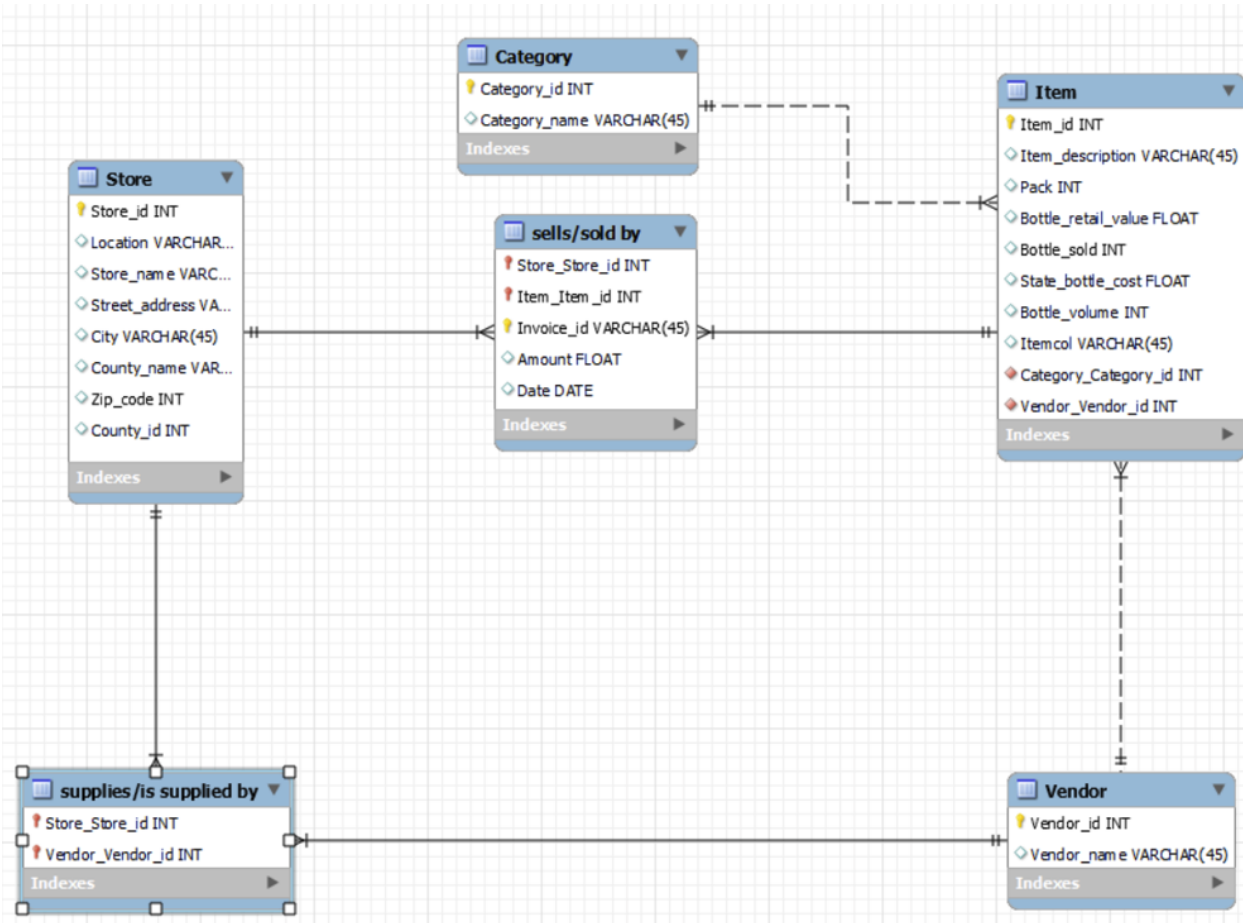 Category
Category_id INT
Category_name VARCHAR(45)
Indexes
Item
Item_id INT
Item_description VARCHAR(45)
Pack INT
Bottle_retail_value FLOAT
Bottle_sold INT
State_bottle_cost FLOAT
Bottle_volume INT
Itemcol VARCHAR(45)
Category_Category_id INT
Vendor_Vendor_id INT
Indexes
Store
Store_id INT
Location VARCHAR...
Store_name VARC...
Street_address VA...
City VARCHAR(45)
County_name VAR...
Zip_code INT
County_id INT
Indexes
sells/sold by
Store_Store_id INT
Item_Item_id INT
Invoice_id VARCHAR(45)
Amount FLOAT
Date DATE
Indexes
supplies/is supplied by
Store_Store_id INT
Vendor_Vendor_id INT
Indexes
Vendor
Vendor_id INT
Vendor_name VARCHAR(45)
Indexes